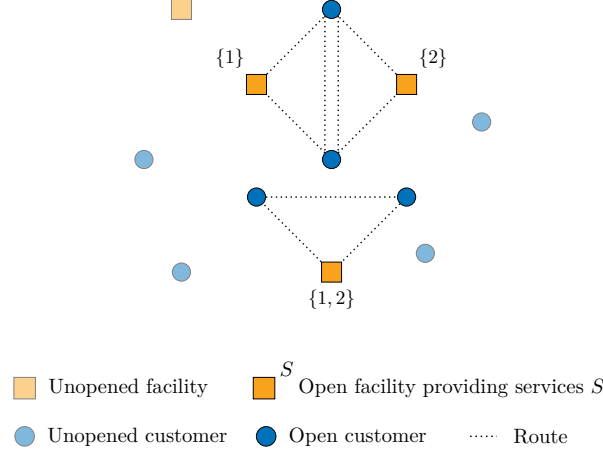 {1}
{2}
{1, 2}
Unopened facility
S
Open facility providing services S
Unopened customer
Open customer
Route